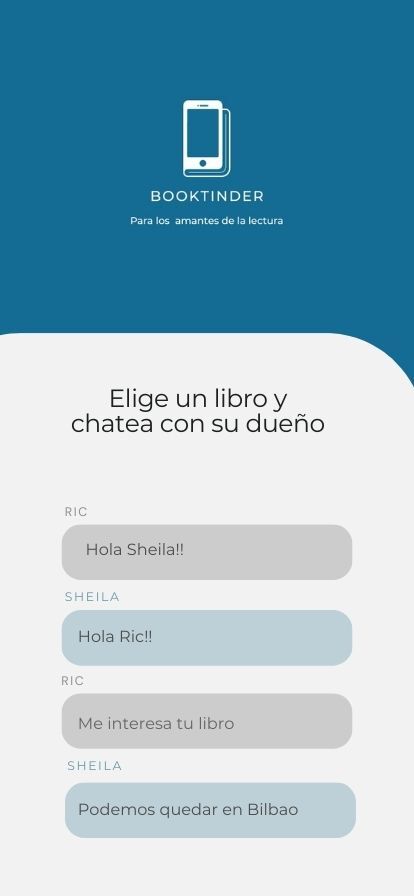 BOOKTINDER
Para los amantes de la lectura
Elige un libro y
chatea con su dueño
RIC
Hola Sheila!!
SHEILA
Hola Ric!!
RIC
Me interesa tu libro
SHEILA
Podemos quedar en Bilbao